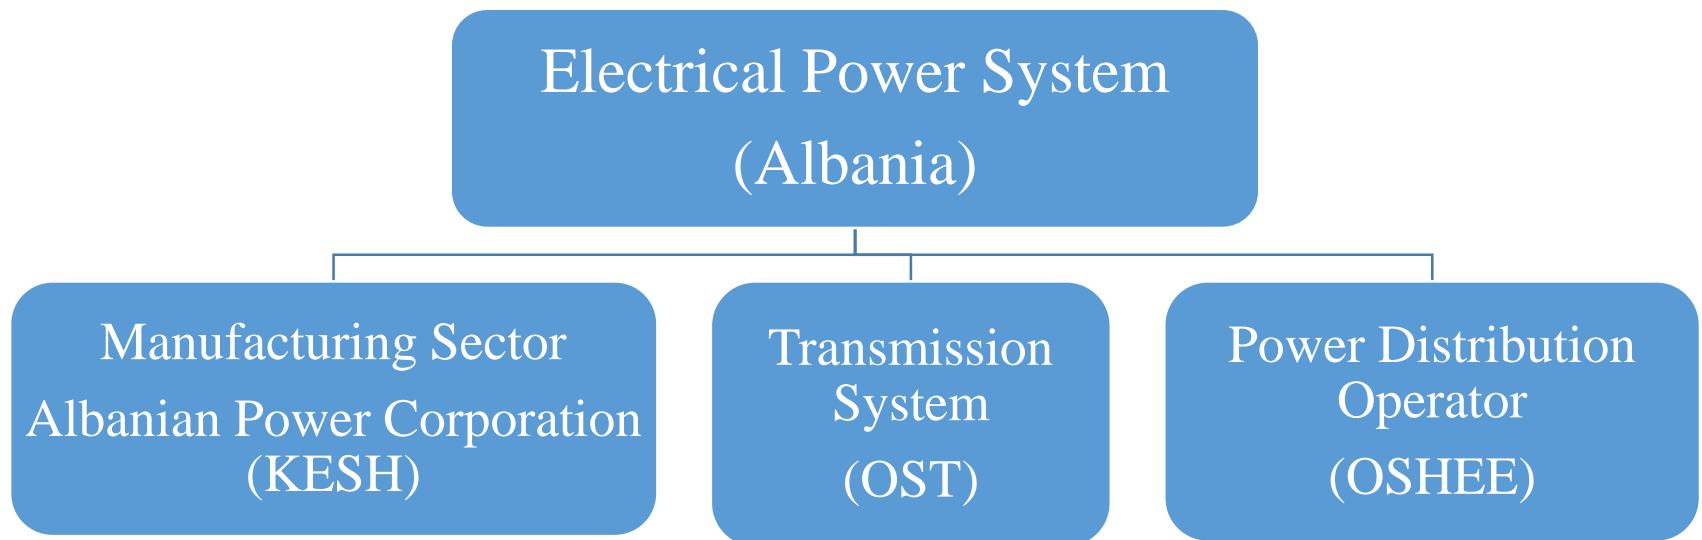 Electrical Power System
(Albania)
Manufacturing Sector
Albanian Power Corporation
(KESH)
Transmission
System
(OST)
Power Distribution
Operator
(OSHEE)